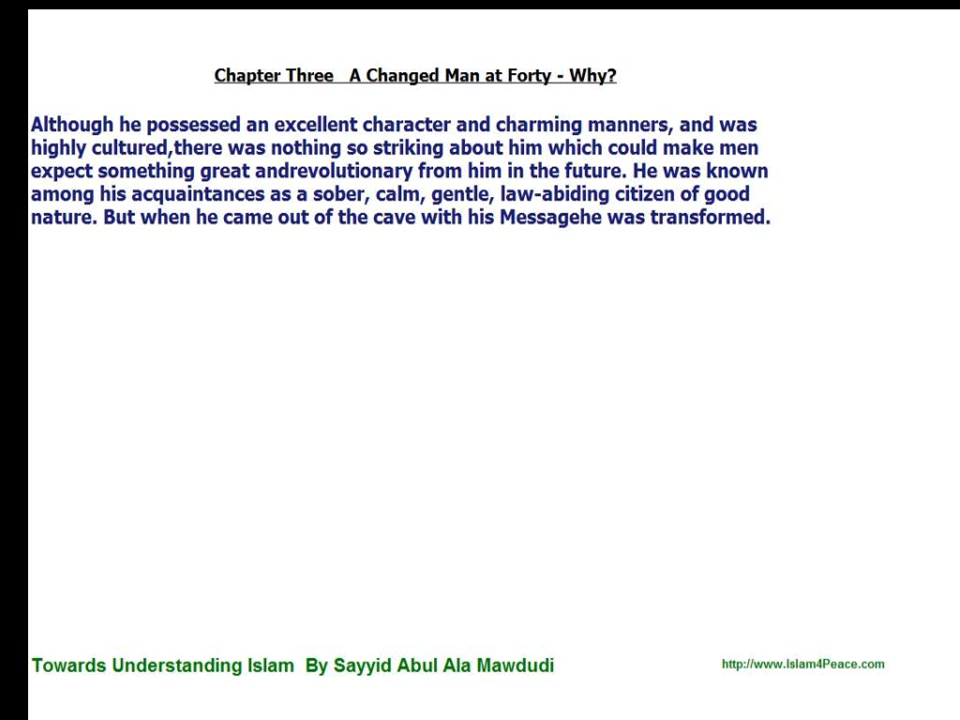 Chapter Three   A Changed Man at Forty - Why?
Although he possessed an excellent character and charming manners, and was
highly cultured,there was nothing so striking about him which could make men
expect something great andrevolutionary from him in the future. He was known
among his acquaintances as a sober, calm, gentle, law-abiding citizen of good
nature. But when he came out of the cave with his Messagehe was transformed.
Towards Understanding Islam  By Sayyid Abul Ala Mawdudi
http://www.Islam4Peace.com